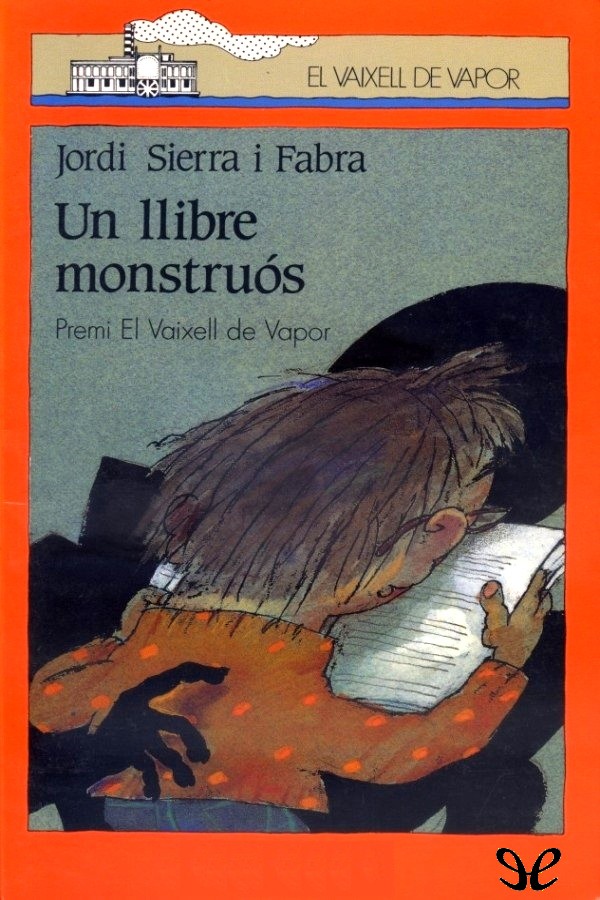 EL VAIXELL DE VAPOR
Jordi Sierra i Fabra
Un llibre
monstruós
Premi El Vaixell de Vapor